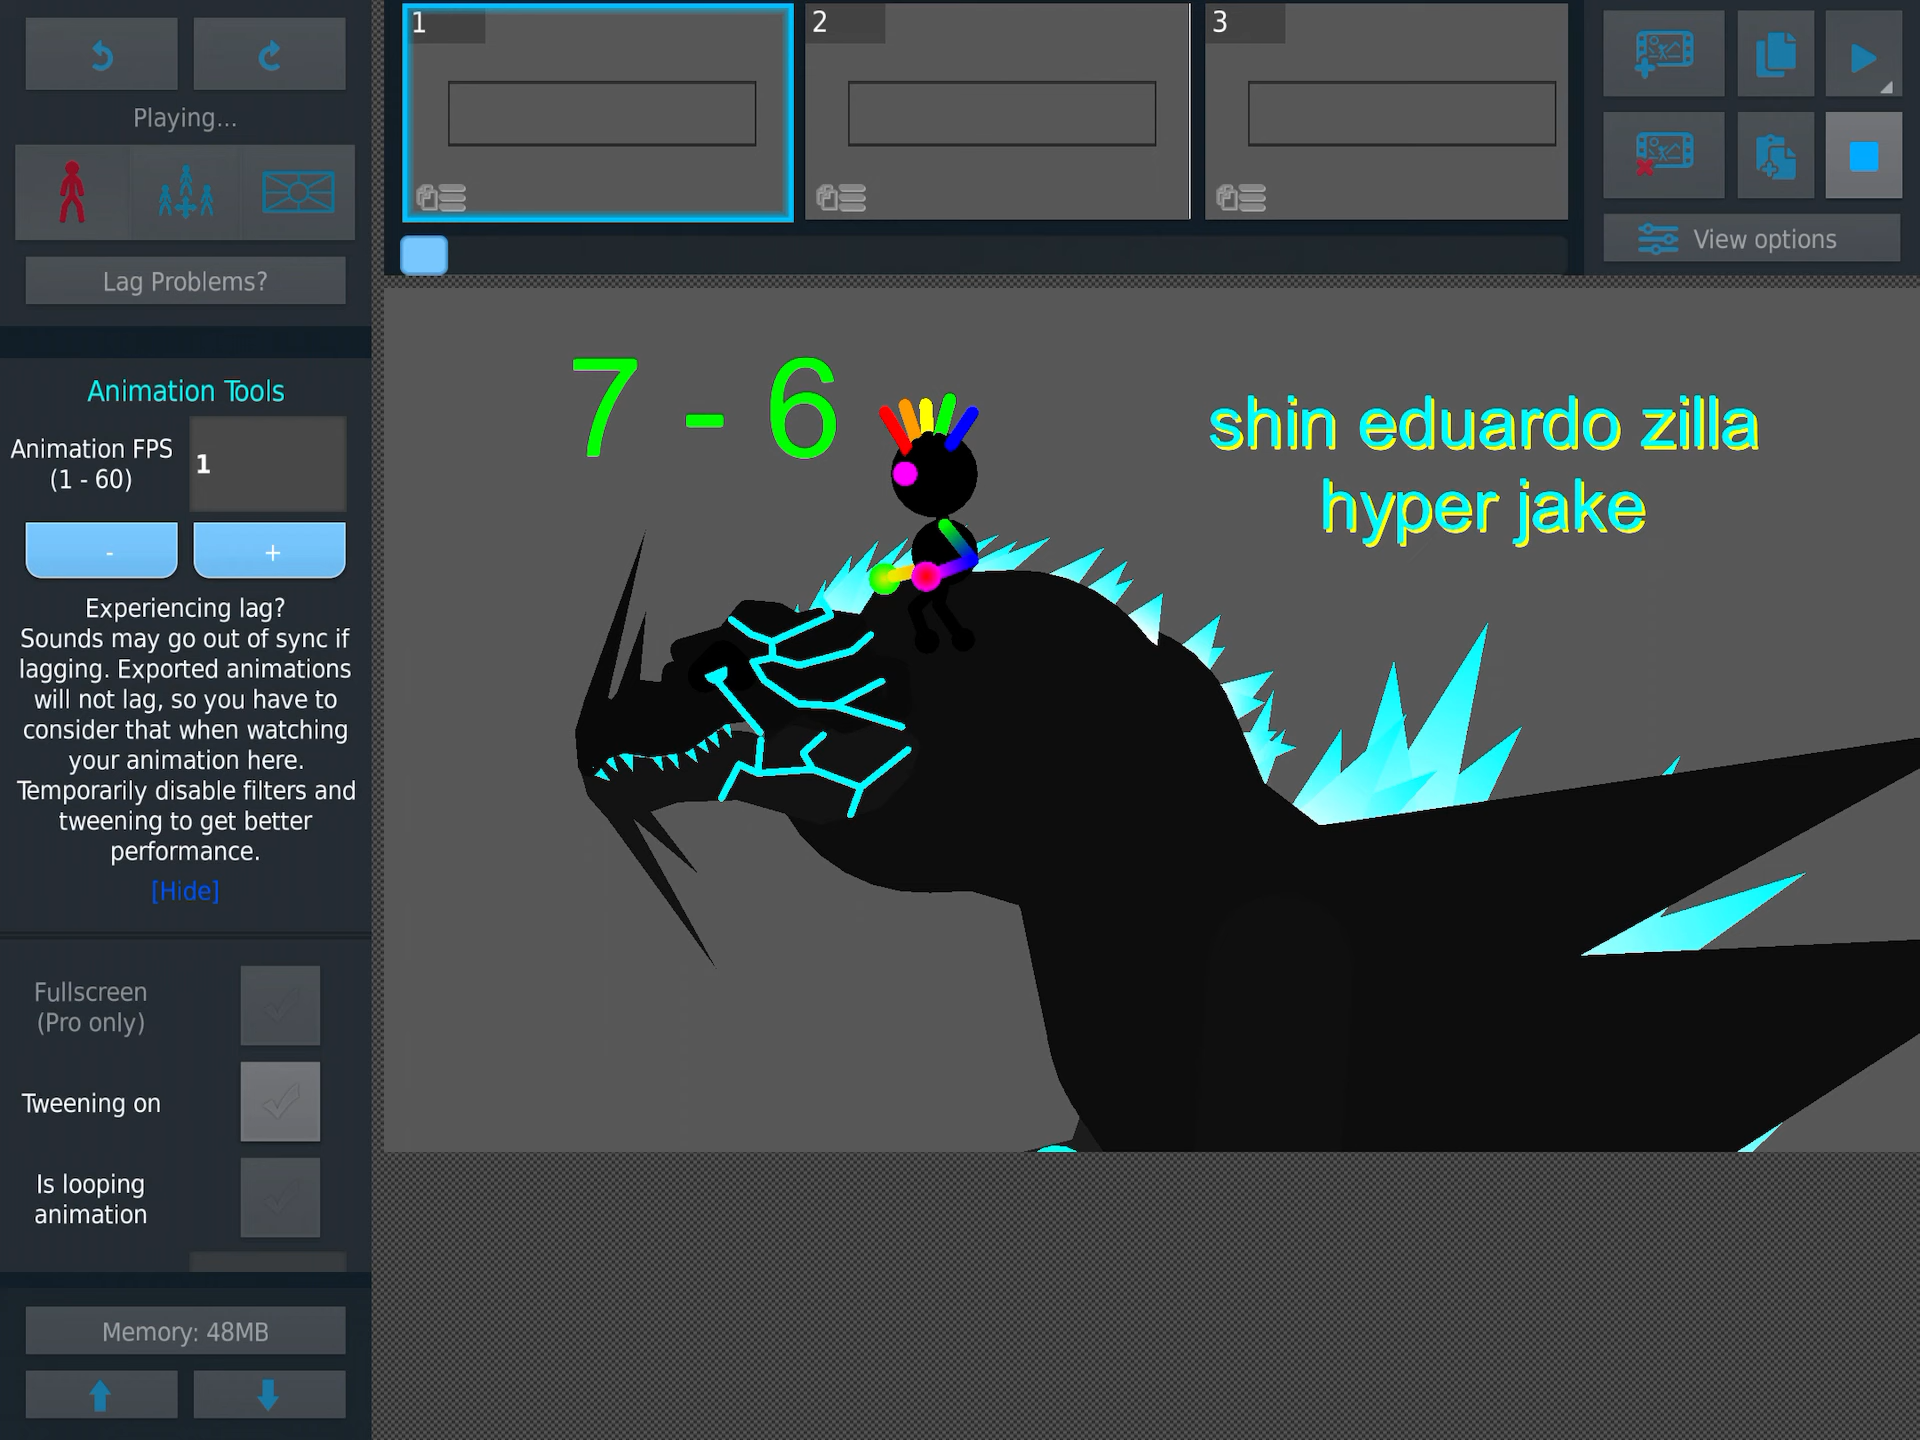 Playing...
Lag Problems?
Animation Tools
Animation FPS
(1 - 60)
1
-
+
Experiencing lag?
Sounds may go out of sync if
lagging. Exported animations
will not lag, so you have to
consider that when watching
your animation here.
Temporarily disable filters and
tweening to get better
performance.
[Hide]
Fullscreen
(Pro only)
Tweening on
Is looping
animation
Memory: 48MB
1
2
3
View options
7 - 6
shin eduardo zilla
hyper jake